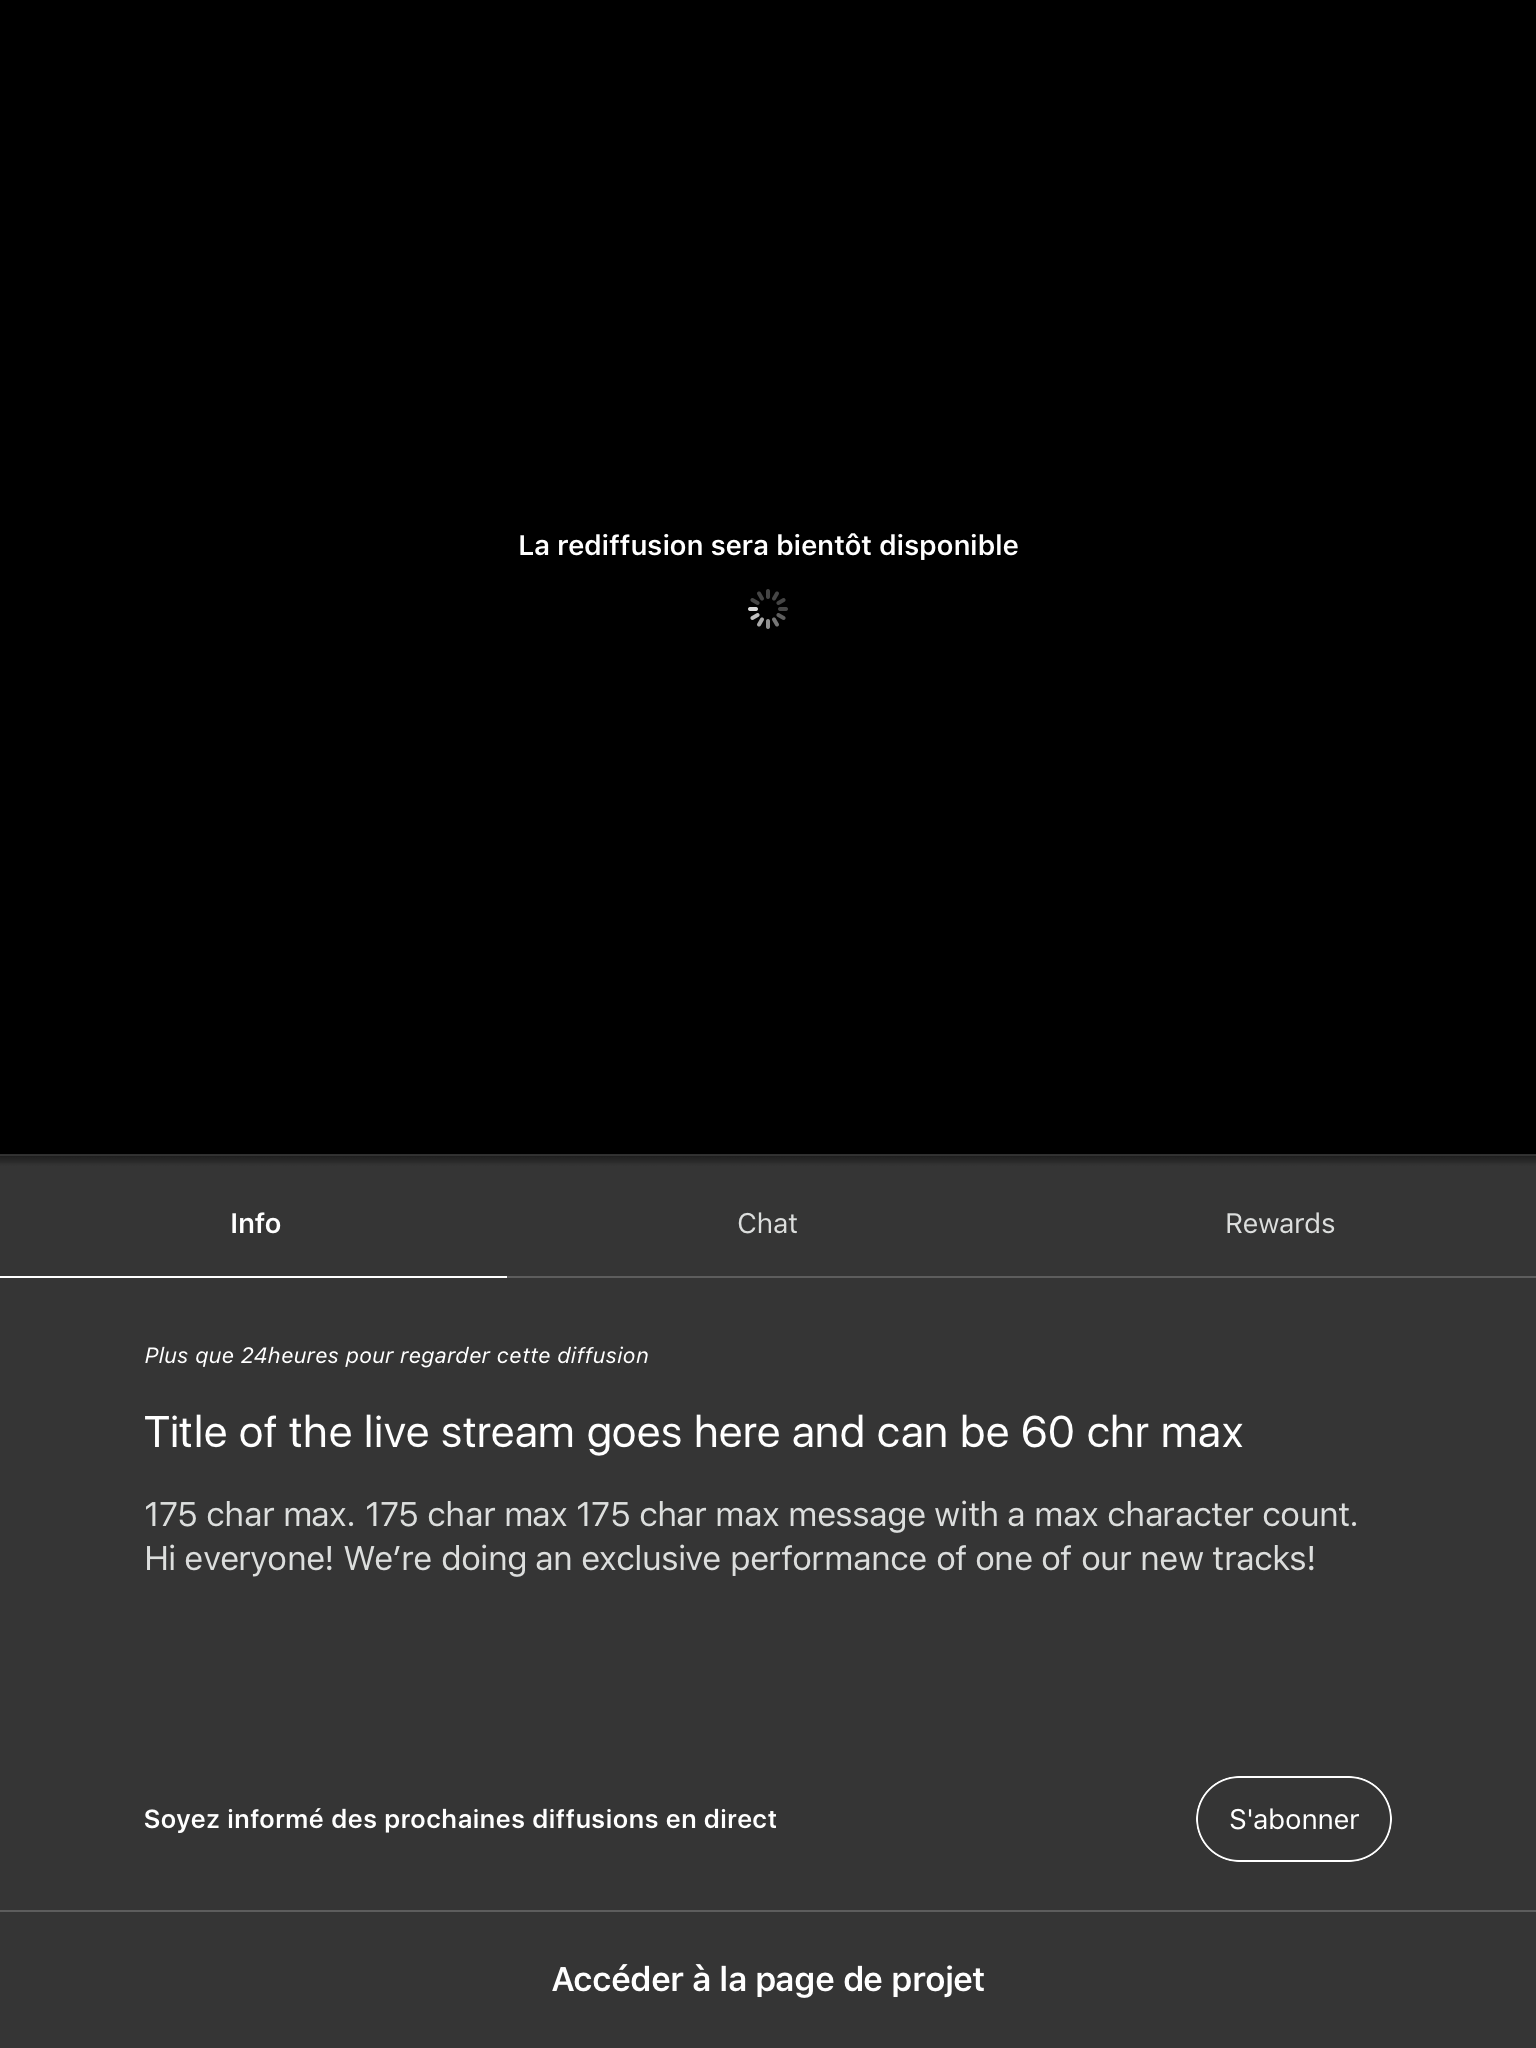 La rediffusion sera bientôt disponible
Info
Chat
Rewards
Plus que 24heures pour regarder cette diffusion
Title of the live stream goes here and can be 60 chr max
175 char max. 175 char max 175 char max message with a max character count.
Hi everyone! We’re doing an exclusive performance of one of our new tracks!
Soyez informé des prochaines diffusions en direct
S'abonner
Accéder à la page de projet